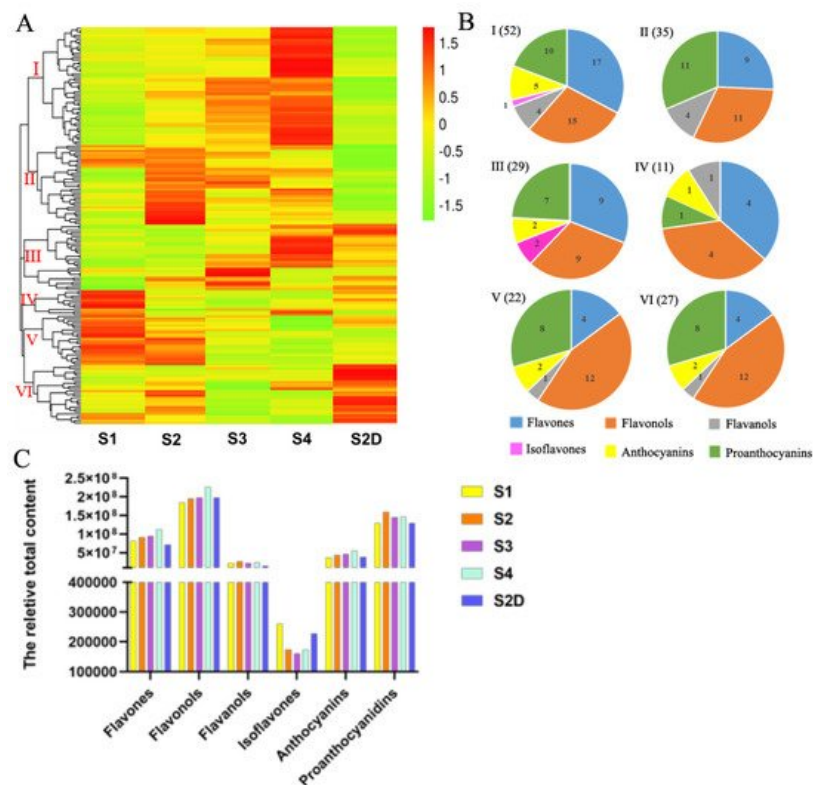 A
I
II
III
IV
V
VI
S1 S2 S3 S4 S2D
1.5
1
0.5
0
-0.5
-1
-1.5
B
I (52)
17
15
4
1
5
10
II (35)
9
11
4
11
III (29)
9
9
2
2
7
IV (11)
4
4
1
1
1
V (22)
4
12
1
2
8
VI (27)
4
12
1
2
8
Flavones Flavonols Flavanols
Isoflavones Anthocyanins Proanthocyanins
C
The reletive total content
2.5×10⁸
2×10⁸
1.5×10⁸
1×10⁸
5×10⁷
400000
300000
200000
100000
Flavones
Flavonols
Flavanols
Isoflavones
Anthocyanins
Proanthocyanidins
S1
S2
S3
S4
S2D